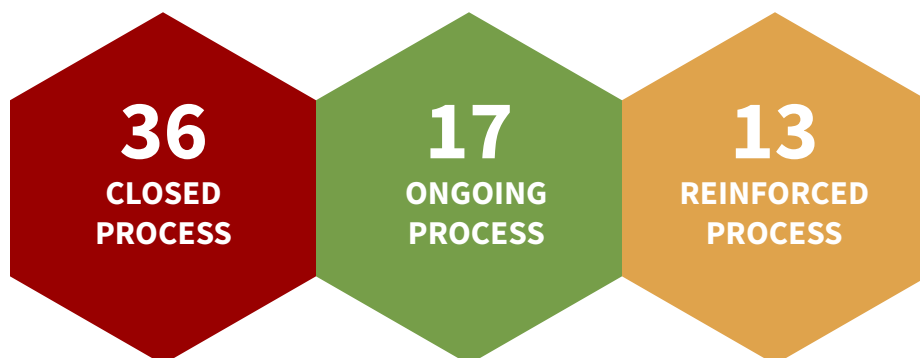 36
CLOSED
PROCESS
17
ONGOING
PROCESS
13
REINFORCED
PROCESS